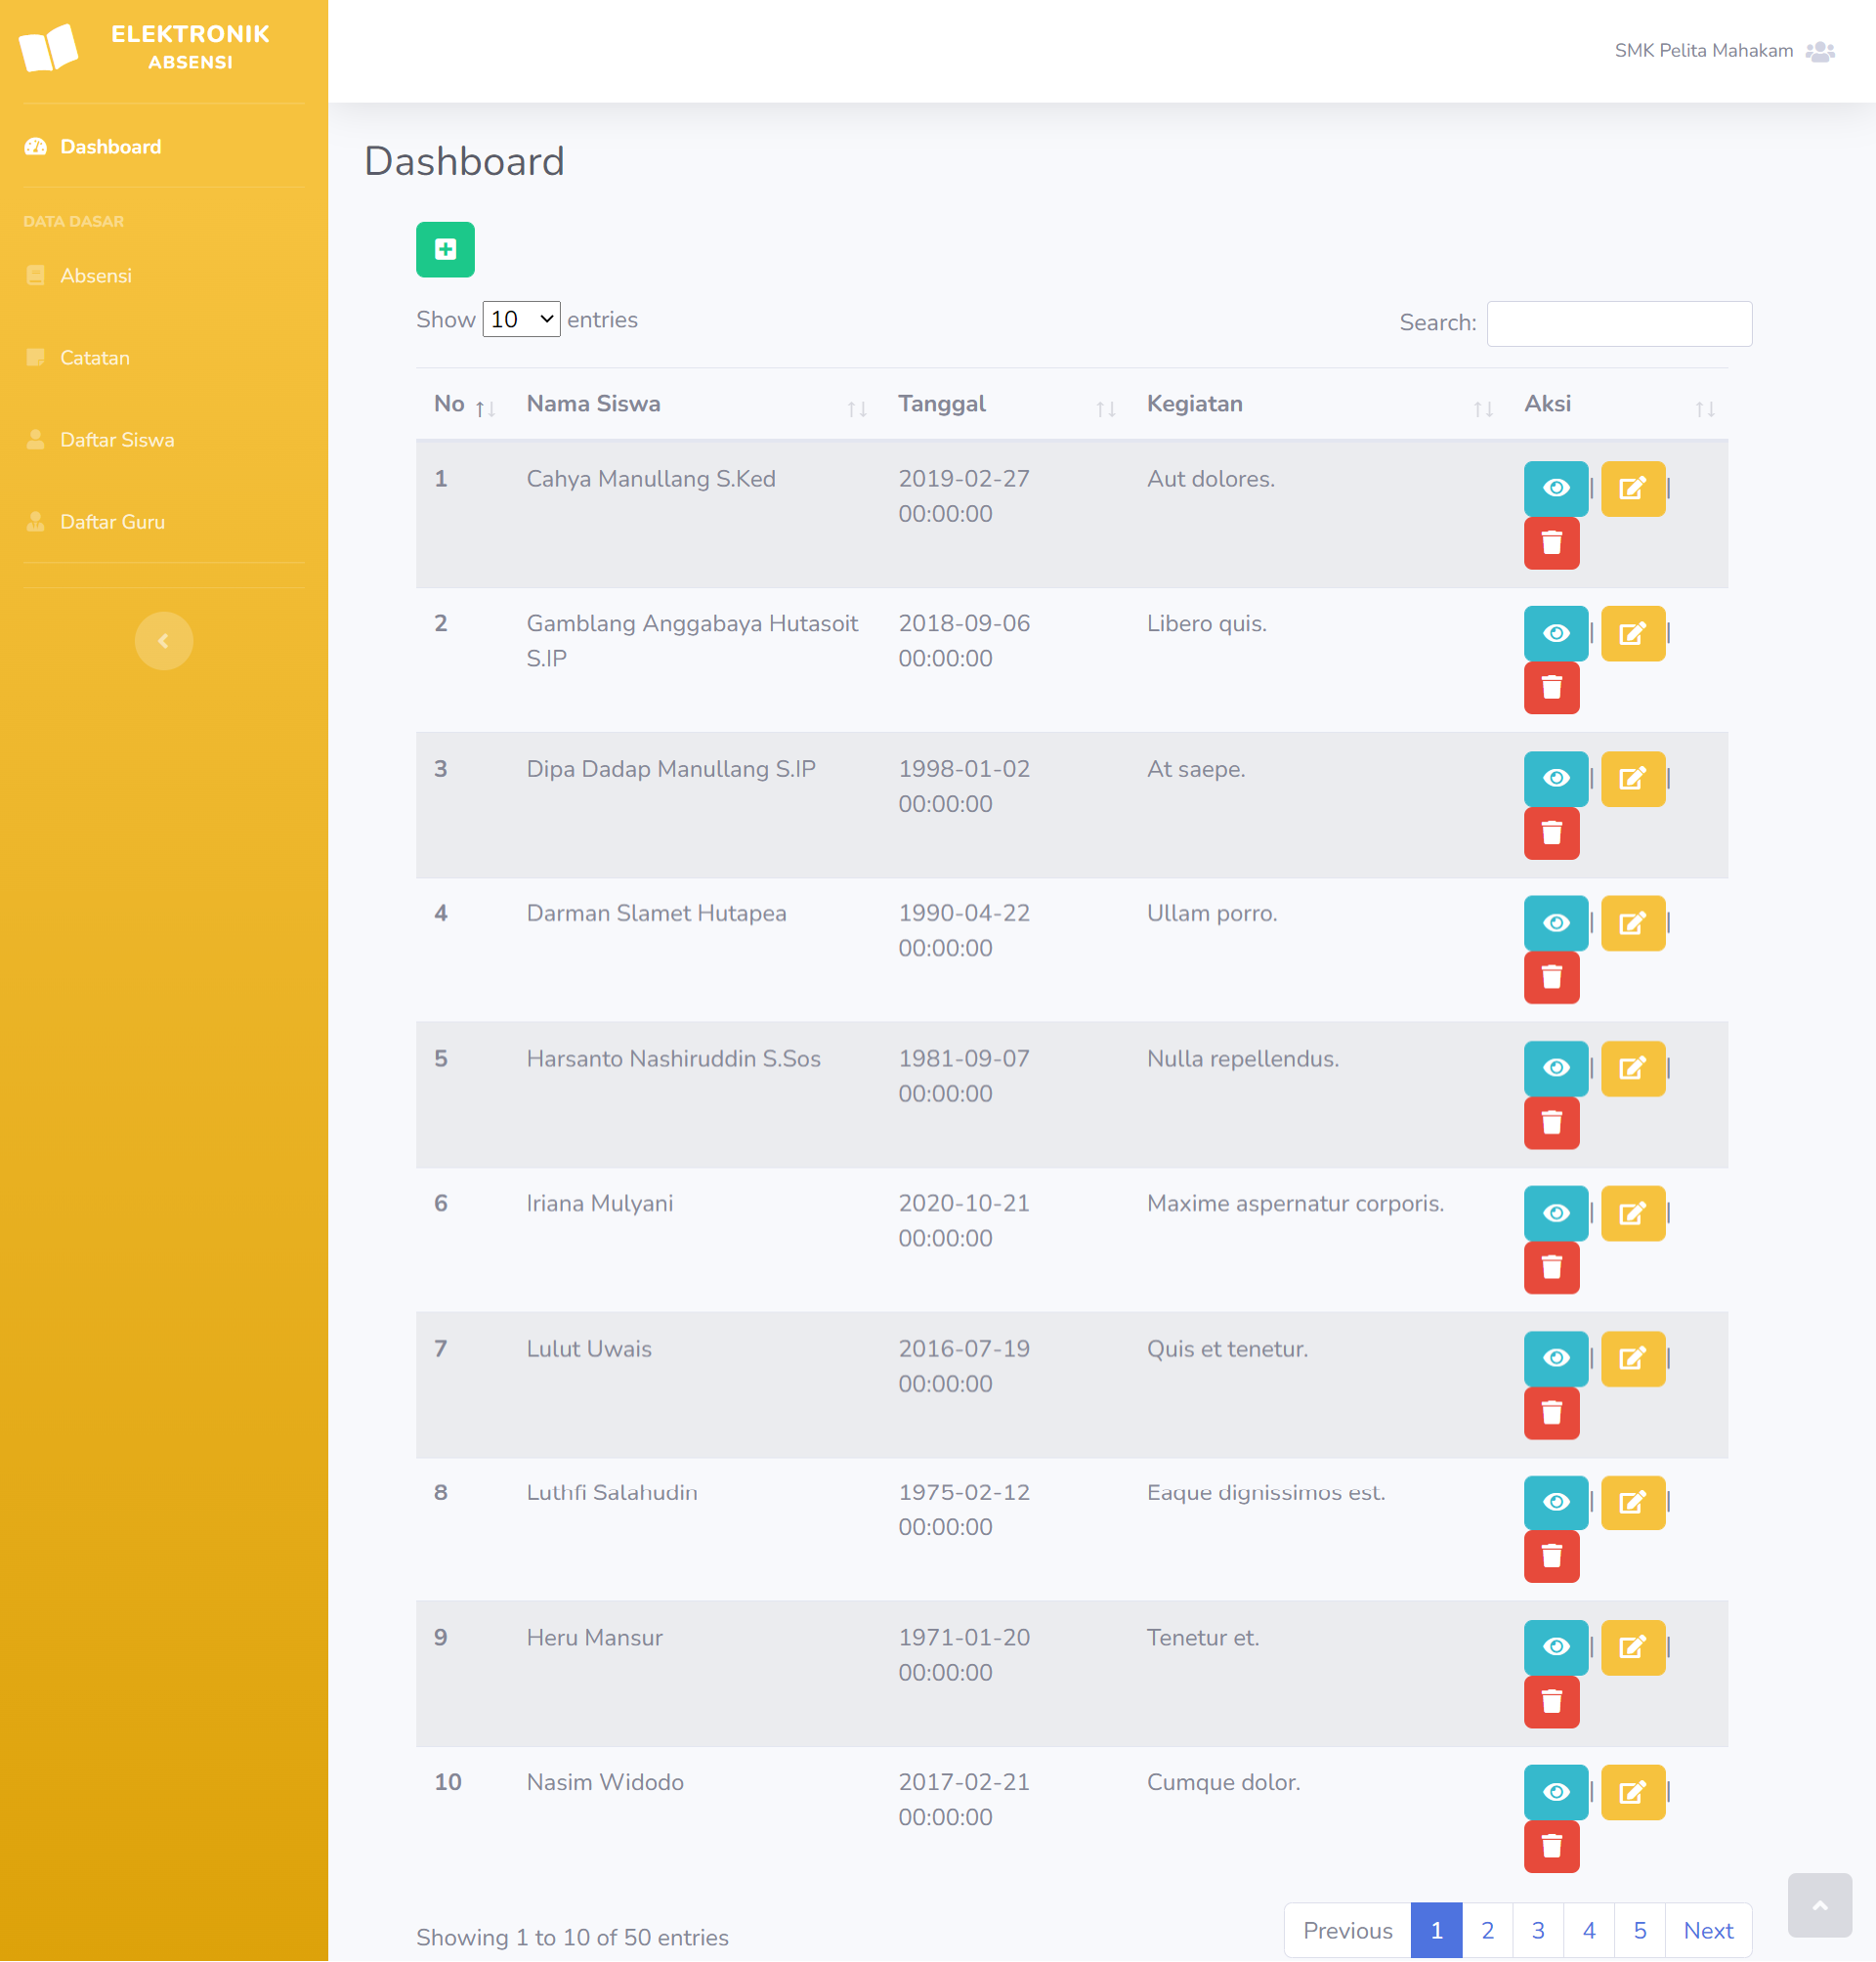 ELEKTRONIK
ABSENSI
SMK Pelita Mahakam
Dashboard
DATA DASAR
Absensi
Catatan
Daftar Siswa
Daftar Guru
Dashboard
Show 10 entries
Search:
No Nama Siswa Tanggal Kegiatan Aksi
1 Cahya Manullang S.Ked 2019-02-27 Aut dolores. | |
00:00:00
2 Gamblang Anggabaya Hutasoit 2018-09-06 Libero quis. | |
S.IP 00:00:00
3 Dipa Dadap Manullang S.IP 1998-01-02 At saepe. | |
00:00:00
4 Darman Slamet Hutapea 1990-04-22 Ullam porro. | |
00:00:00
5 Harsanto Nashiruddin S.Sos 1981-09-07 Nulla repellendus. | |
00:00:00
6 Iriana Mulyani 2020-10-21 Maxime aspernatur corporis. | |
00:00:00
7 Lulut Uwais 2016-07-19 Quis et tenetur. | |
00:00:00
8 Luthfi Salahudin 1975-02-12 Eaque dignissimos est. | |
00:00:00
9 Heru Mansur 1971-01-20 Tenetur et. | |
00:00:00
10 Nasim Widodo 2017-02-21 Cumque dolor. | |
00:00:00
Showing 1 to 10 of 50 entries
Previous 1 2 3 4 5 Next